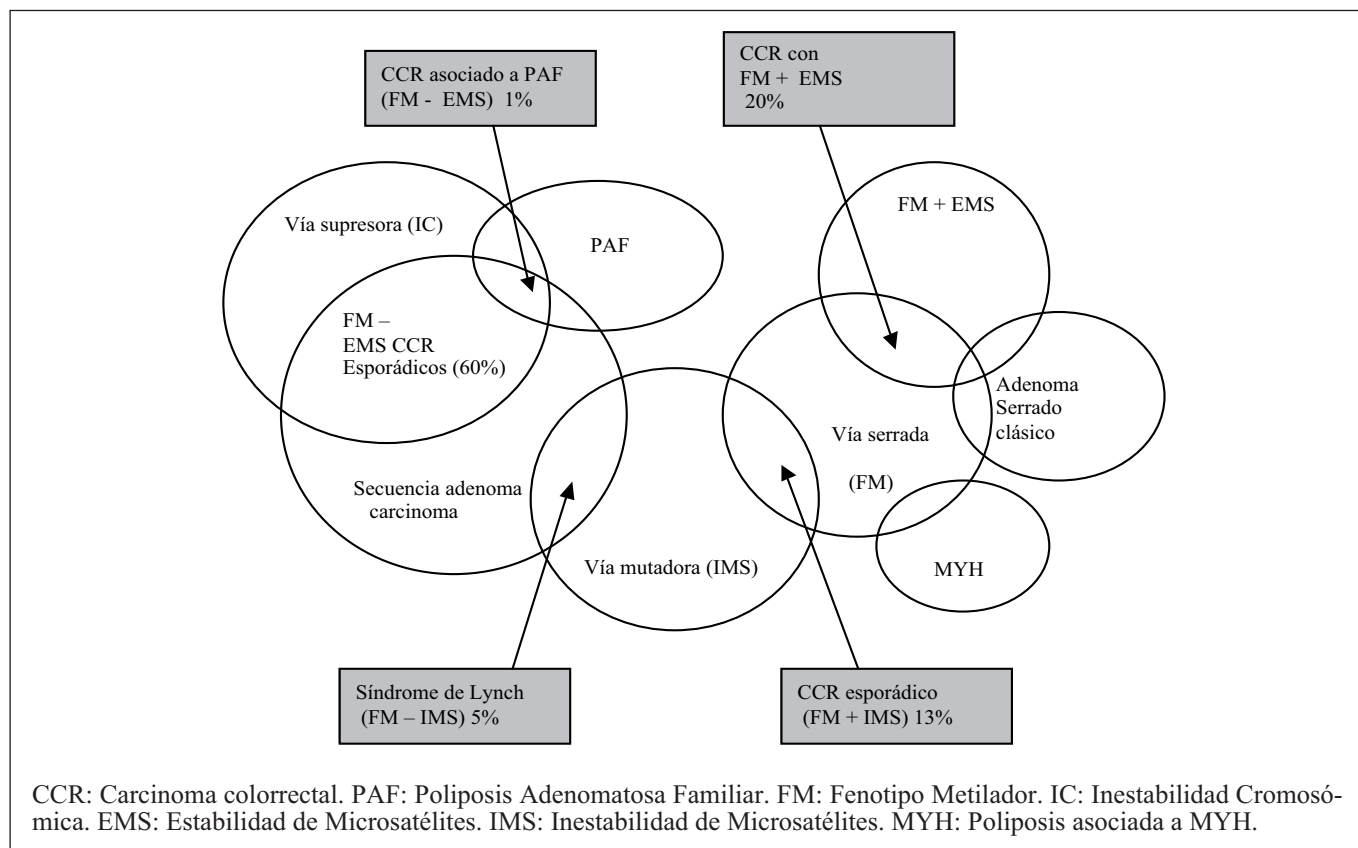 CCR asociado a PAF
(FM - EMS) 1%
CCR con
FM + EMS
20%
Vía supresora (IC)
PAF
FM + EMS
FM –
EMS CCR
Esporádicos (60%)
Adenoma
Serrado
clásico
Vía serrada
(FM)
Secuencia adenoma
carcinoma
Vía mutadora (IMS)
MYH
Síndrome de Lynch
(FM – IMS) 5%
CCR esporádico
(FM + IMS) 13%
CCR: Carcinoma colorrectal. PAF: Poliposis Adenomatosa Familiar. FM: Fenotipo Metilador. IC: Inestabilidad Cromosó-
mica. EMS: Estabilidad de Microsatélites. IMS: Inestabilidad de Microsatélites. MYH: Poliposis asociada a MYH.